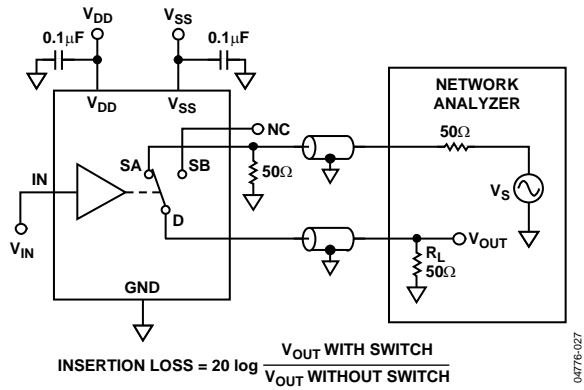 VDD
VSS
0.1µF
0.1µF
VDD
VSS
NC
NETWORK
ANALYZER
SA
SB
50Ω
50Ω
IN
VS
D
VIN
VOUT
RL
50Ω
GND
INSERTION LOSS = 20 log VOUT WITH SWITCH
VOUT WITHOUT SWITCH
04776-027